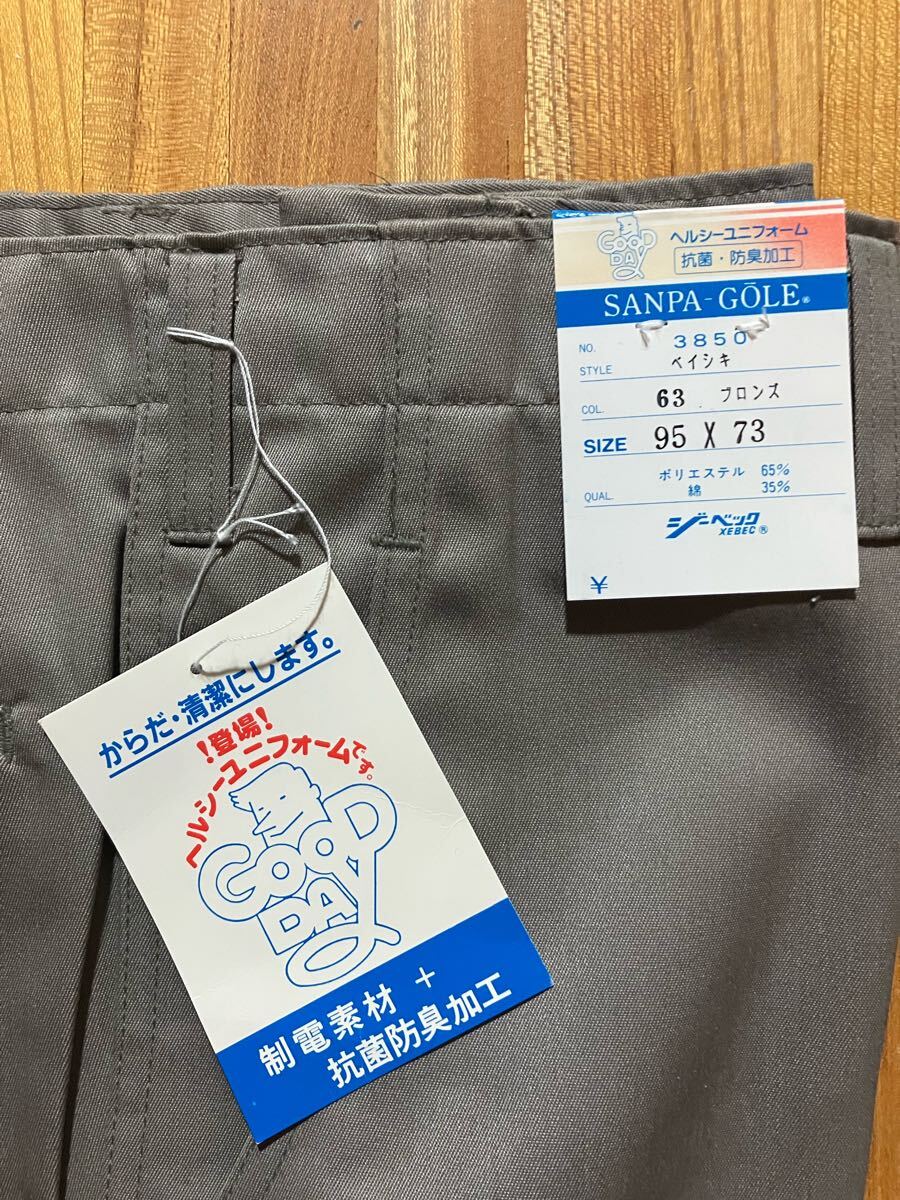 GOOD
DAY
ヘルシーユニフォーム
抗菌・防臭加工
SANPA-GŌLE®
NO. 3850
STYLE ベイシキ
COL. 63 ブロンズ
SIZE 95 X 73
ポリエステル 65%
QUAL. 綿 35%
ジーベック
XEBEC®
¥
からだ・清潔にします。
!登場!
ヘルシーユニフォームです。
GOOD
DAY
制電素材 +
抗菌防臭加工